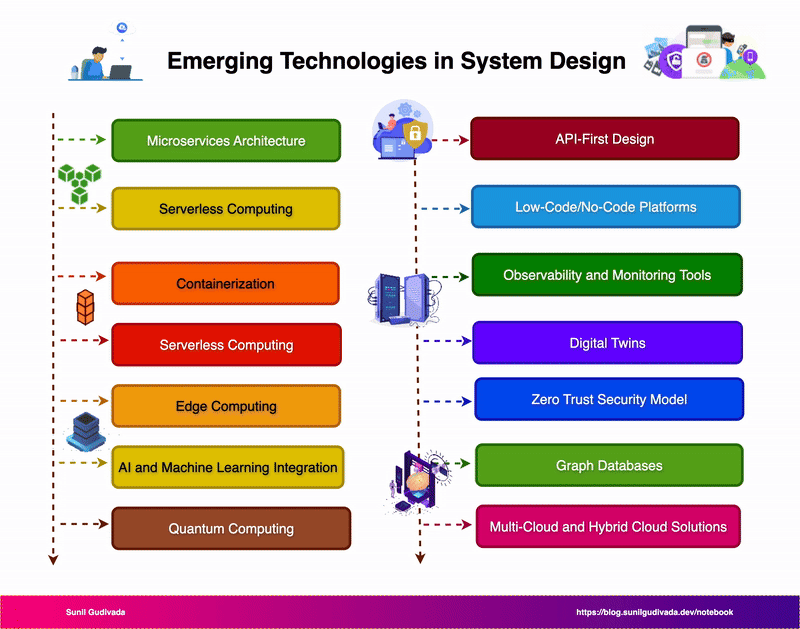 Emerging Technologies in System Design
Microservices Architecture
Serverless Computing
Containerization
Serverless Computing
Edge Computing
AI and Machine Learning Integration
Quantum Computing
API-First Design
Low-Code/No-Code Platforms
Observability and Monitoring Tools
Digital Twins
Zero Trust Security Model
Graph Databases
Multi-Cloud and Hybrid Cloud Solutions
Sunil Gudivada
https://blog.sunilgudivada.dev/notebook